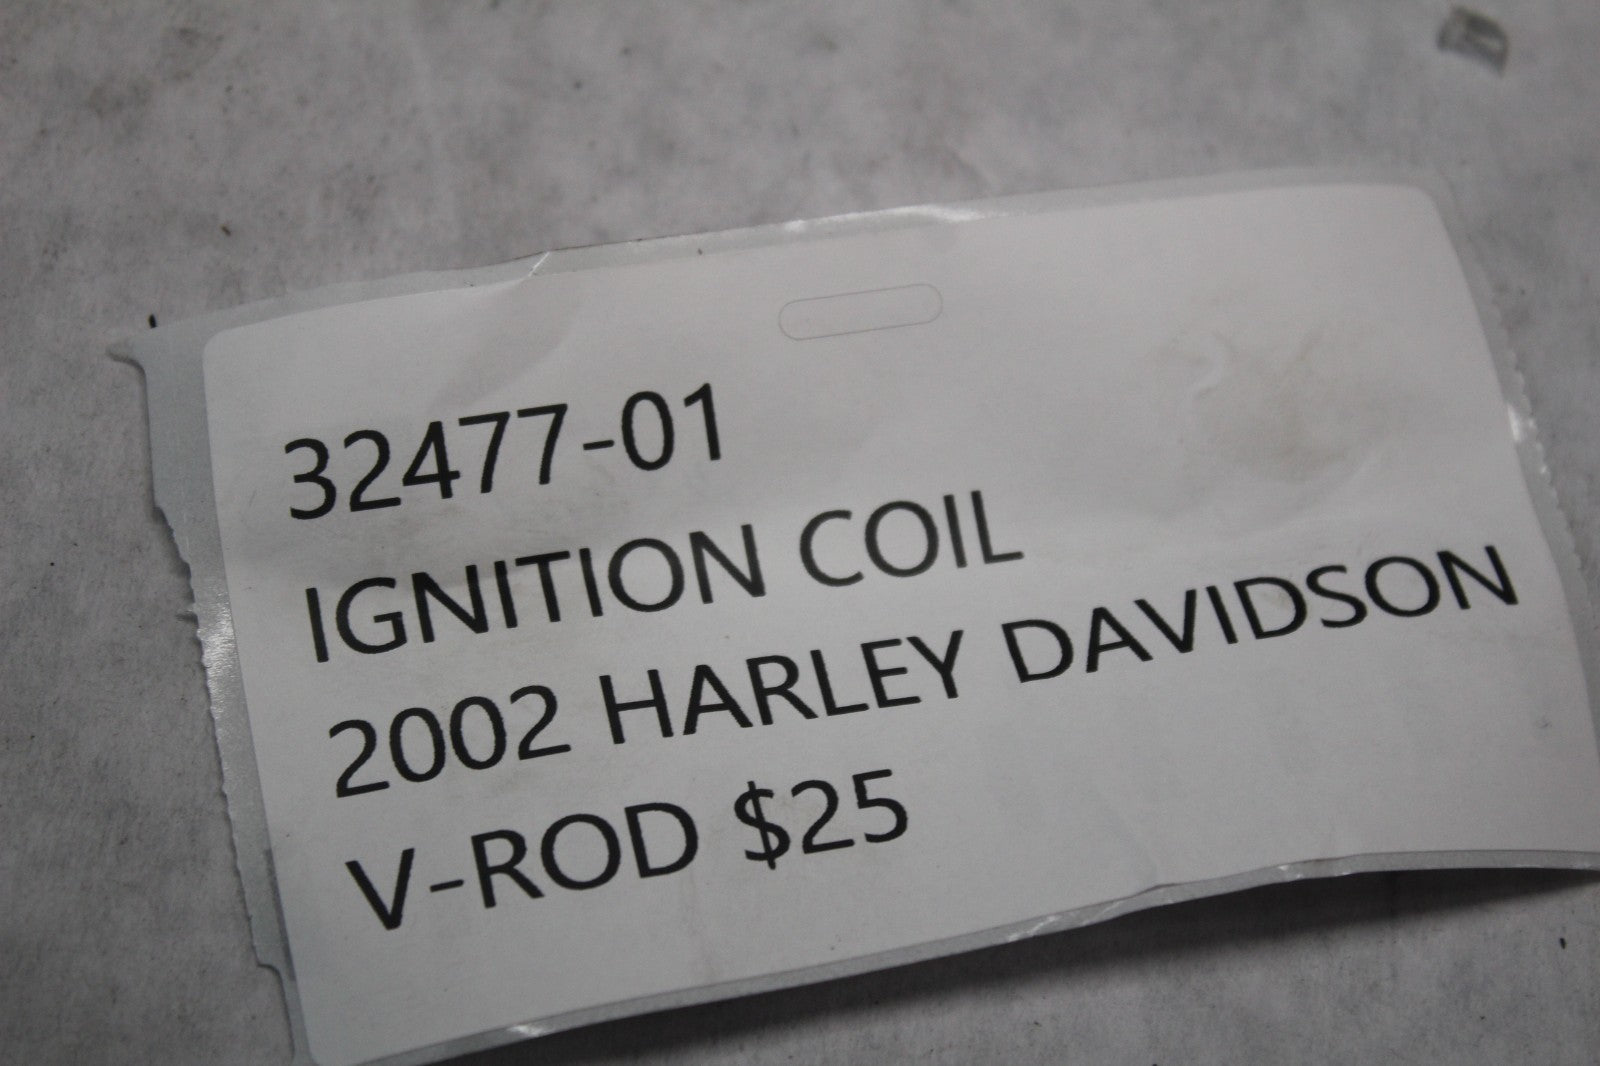 32477-01
IGNITION COIL
2002 HARLEY DAVIDSON
V-ROD $25